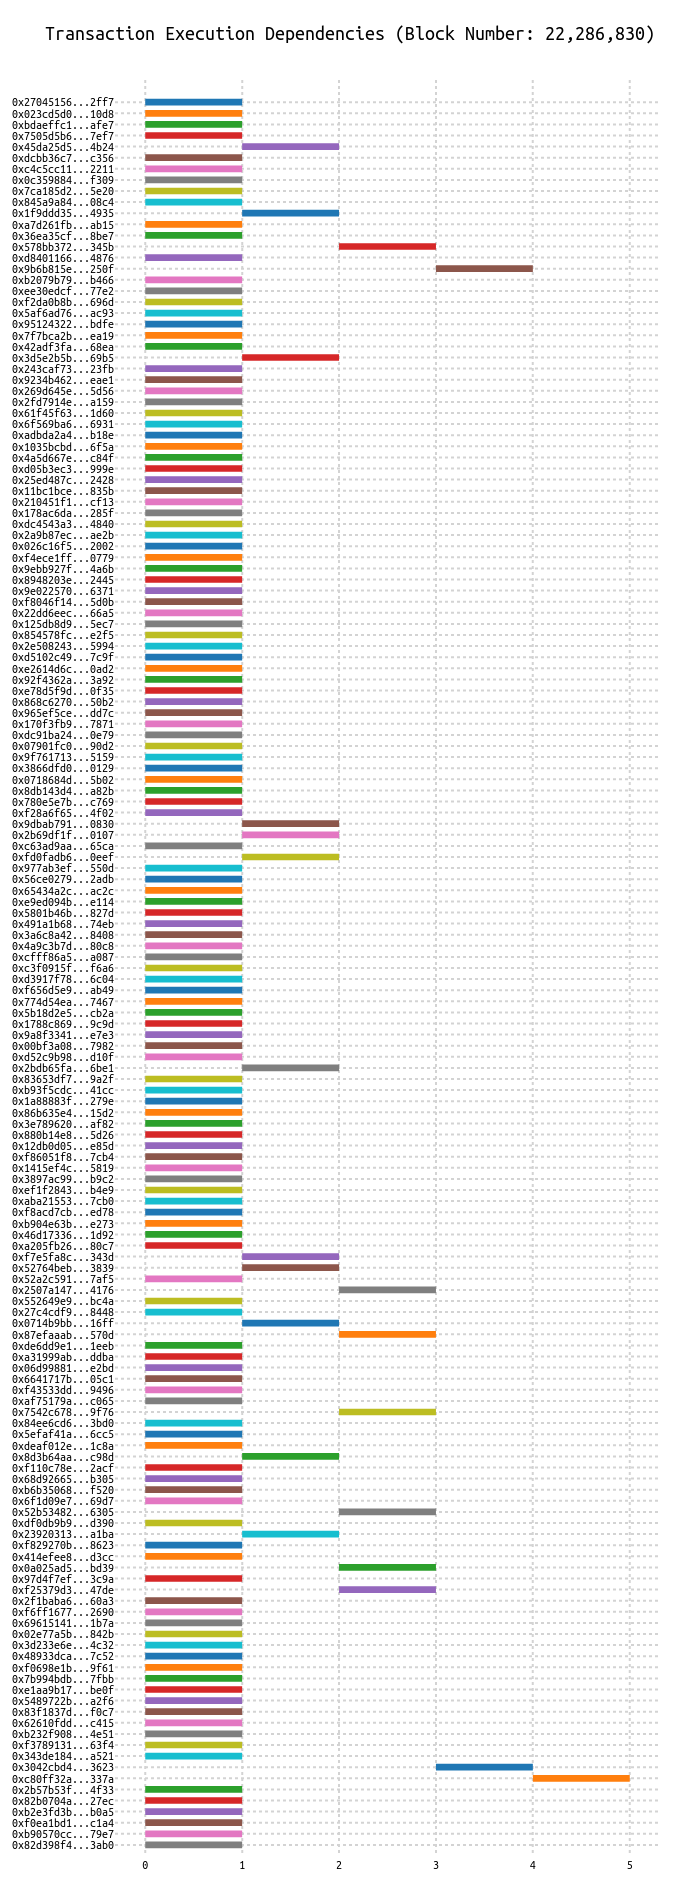 Transaction Execution Dependencies (Block Number: 22,286,830)
0x27045156...2ff7
0x023cd5d0...10d8
0xbdaeffc1...afe7
0x7505d5b6...7ef7
0x45da25d5...4b24
0xdcbb36c7...c356
0xc4c5cc11...2211
0x0c359884...f309
0x7ca185d2...5e20
0x845a9a84...08c4
0x1f9ddd35...4935
0xa7d261fb...ab15
0x36ea35cf...8be7
0x578bb372...345b
0xd8401166...4876
0x9b6b815e...250f
0xb2079b79...b466
0xee30edcf...77e2
0xf2da0b8b...696d
0x5af6ad76...ac93
0x95124322...bdfe
0x7f7bca2b...ea19
0x42adf3fa...68ea
0x3d5e2b5b...69b5
0x243caf73...23fb
0x9234b462...eae1
0x269d645e...5d56
0x2fd7914e...a159
0x61f45f63...1d60
0x6f569ba6...6931
0xadbda2a4...b18e
0x1035bcbd...6f5a
0x4a5d667e...c84f
0xd05b3ec3...999e
0x25ed487c...2428
0x11bc1bce...835b
0x210451f1...cf13
0x178ac6da...285f
0xdc4543a3...4840
0x2a9b87ec...ae2b
0x026c16f5...2002
0xf4ece1ff...0779
0x9ebb927f...4a6b
0x8948203e...2445
0x9e022570...6371
0xf8046f14...5d0b
0x22dd6eec...66a5
0x125db8d9...5ec7
0x854578fc...e2f5
0x2e508243...5994
0xd5102c49...7c9f
0xe2614d6c...0ad2
0x92f4362a...3a92
0xe78d5f9d...0f35
0x868c6270...50b2
0x965ef5ce...dd7c
0x170f3fb9...7871
0xdc91ba24...0e79
0x07901fc0...90d2
0x9f761713...5159
0x3866dfd0...0129
0x0718684d...5b02
0x8db143d4...a82b
0x780e5e7b...c769
0xf28a6f65...4f02
0x9dbab791...0830
0x2b69df1f...0107
0xc63ad9aa...65ca
0xfd0fadb6...0eef
0x977ab3ef...550d
0x56ce0279...2adb
0x65434a2c...ac2c
0xe9ed094b...e114
0x5801b46b...827d
0x491a1b68...74eb
0x3a6c8a42...8408
0x4a9c3b7d...80c8
0xcfff86a5...a087
0xc3f0915f...f6a6
0xd3917f78...6c04
0xf656d5e9...ab49
0x774d54ea...7467
0x5b18d2e5...cb2a
0x1788c869...9c9d
0x9a8f3341...e7e3
0x00bf3a08...7982
0xd52c9b98...d10f
0x2bdb65fa...6be1
0x83653df7...9a2f
0xb93f5cdc...41cc
0x1a88883f...279e
0x86b635e4...15d2
0x3e789620...af82
0x880b14e8...5d26
0x12db0d05...e85d
0xf86051f8...7cb4
0x1415ef4c...5819
0x3897ac99...b9c2
0xef1f2843...b4e9
0xaba21553...7cb0
0xf8acd7cb...ed78
0xb904e63b...e273
0x46d17336...1d92
0xa205fb26...80c7
0xf7e5fa8c...343d
0x52764beb...3839
0x52a2c591...7af5
0x2507a147...4176
0x552649e9...bc4a
0x27c4cdf9...8448
0x0714b9bb...16ff
0x87efaaab...570d
0xde6dd9e1...1eeb
0xa31999ab...ddba
0x06d99881...e2bd
0x6641717b...05c1
0xf43533dd...9496
0xaf75179a...c065
0x7542c678...9f76
0x84ee6cd6...3bd0
0x5efaf41a...6cc5
0xdeaf012e...1c8a
0x8d3b64aa...c98d
0xf110c78e...2acf
0x68d92665...b305
0xb6b35068...f520
0x6f1d09e7...69d7
0x52b53482...6305
0xdf0db9b9...d390
0x23920313...a1ba
0xf829270b...8623
0x414efee8...d3cc
0x0a025ad5...bd39
0x97d4f7ef...3c9a
0xf25379d3...47de
0x2f1baba6...60a3
0xf6ff1677...2690
0x69615141...1b7a
0x02e77a5b...842b
0x3d233e6e...4c32
0x48933dca...7c52
0xf0698e1b...9f61
0x7b994bdb...7fbb
0xe1aa9b17...be0f
0x5489722b...a2f6
0x83f1837d...f0c7
0x62610fdd...c415
0xb232f908...4e51
0xf3789131...63f4
0x343de184...a521
0x3042cbd4...3623
0xc80ff32a...337a
0x2b57b53f...4f33
0x82b0704a...27ec
0xb2e3fd3b...b0a5
0xf0ea1bd1...c1a4
0xb90570cc...79e7
0x82d398f4...3ab0
0 1 2 3 4 5